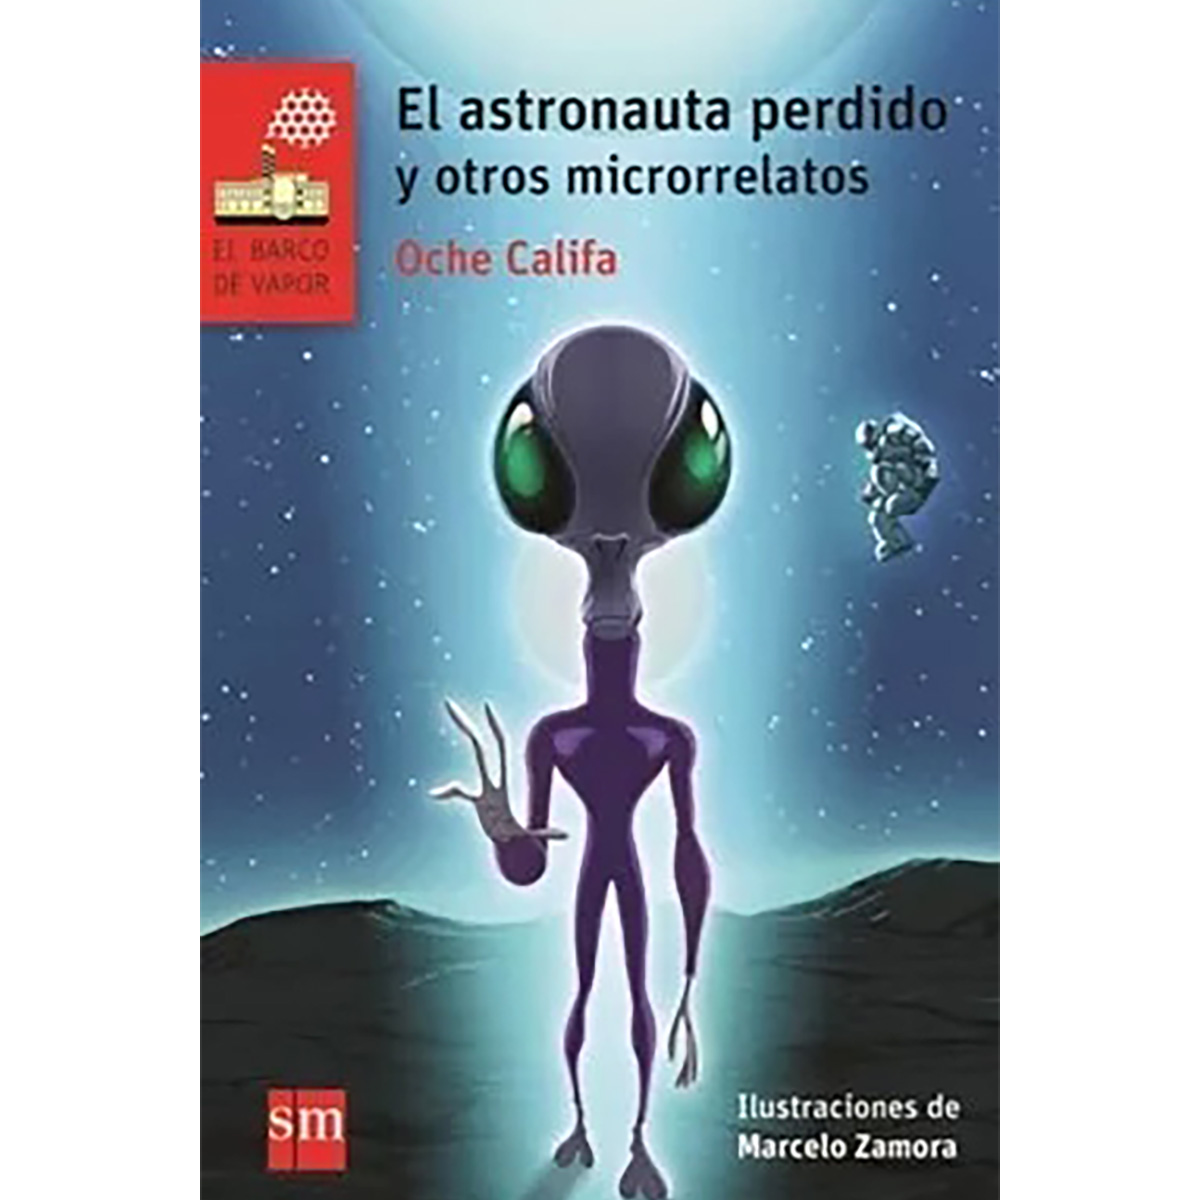 El astronauta perdido
y otros microrrelatos
Oche Califa
EL BARCO
DE VAPOR
sm
Ilustraciones de
Marcelo Zamora